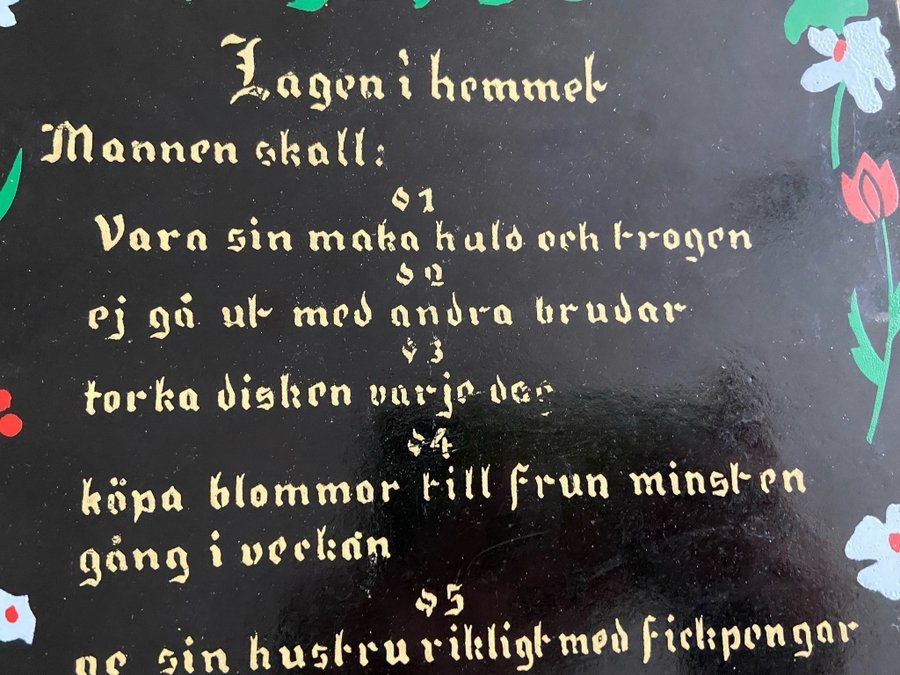 Lagen i hemmet
Mannen skall:
§1
Vara sin maka huld och trogen
§2
ej gå ut med andra brudar
§3
torka disken varje dag
§4
köpa blommor till frun minst en
gång i veckan
§5
ge sin hustru rikligt med fickpengar